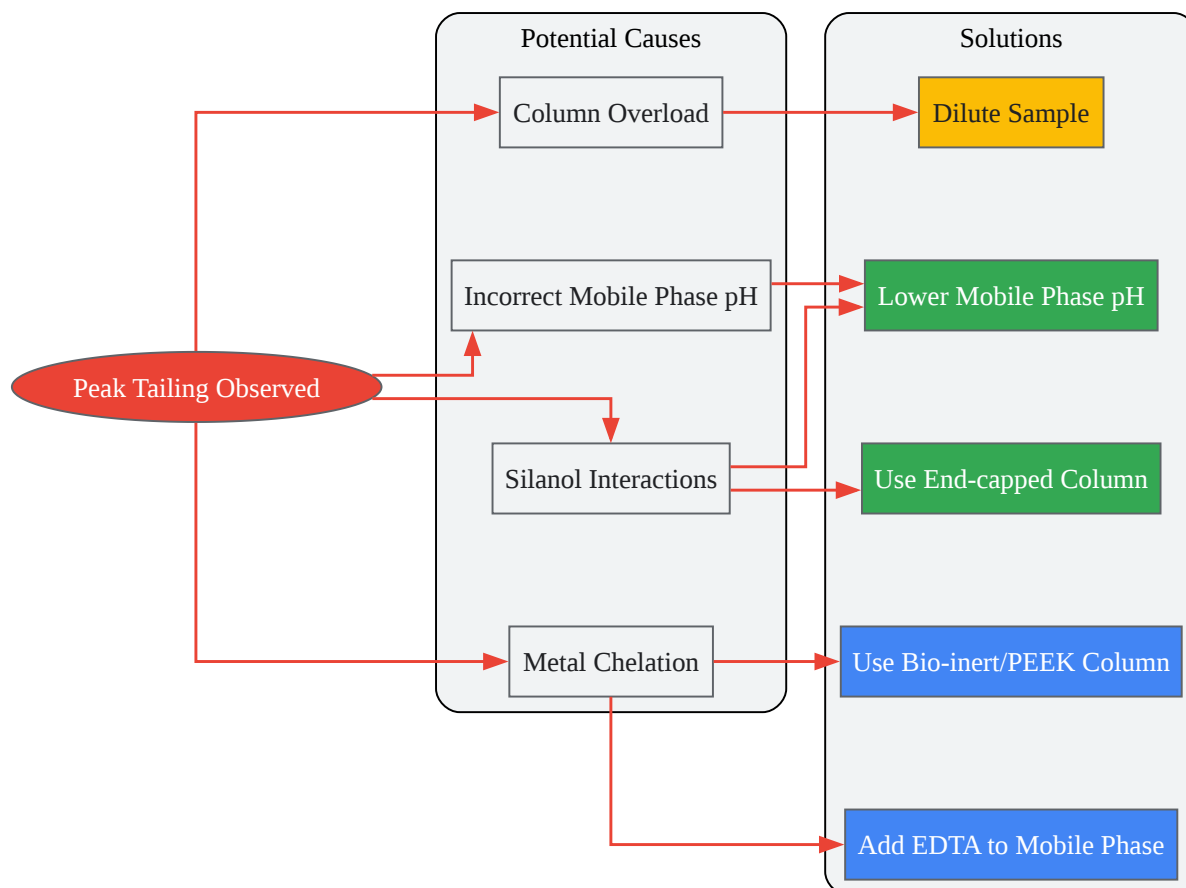 Potential Causes
Solutions
Column Overload
Dilute Sample
Incorrect Mobile Phase pH
Lower Mobile Phase pH
Peak Tailing Observed
Silanol Interactions
Use End-capped Column
Metal Chelation
Use Bio-inert/PEEK Column
Add EDTA to Mobile Phase